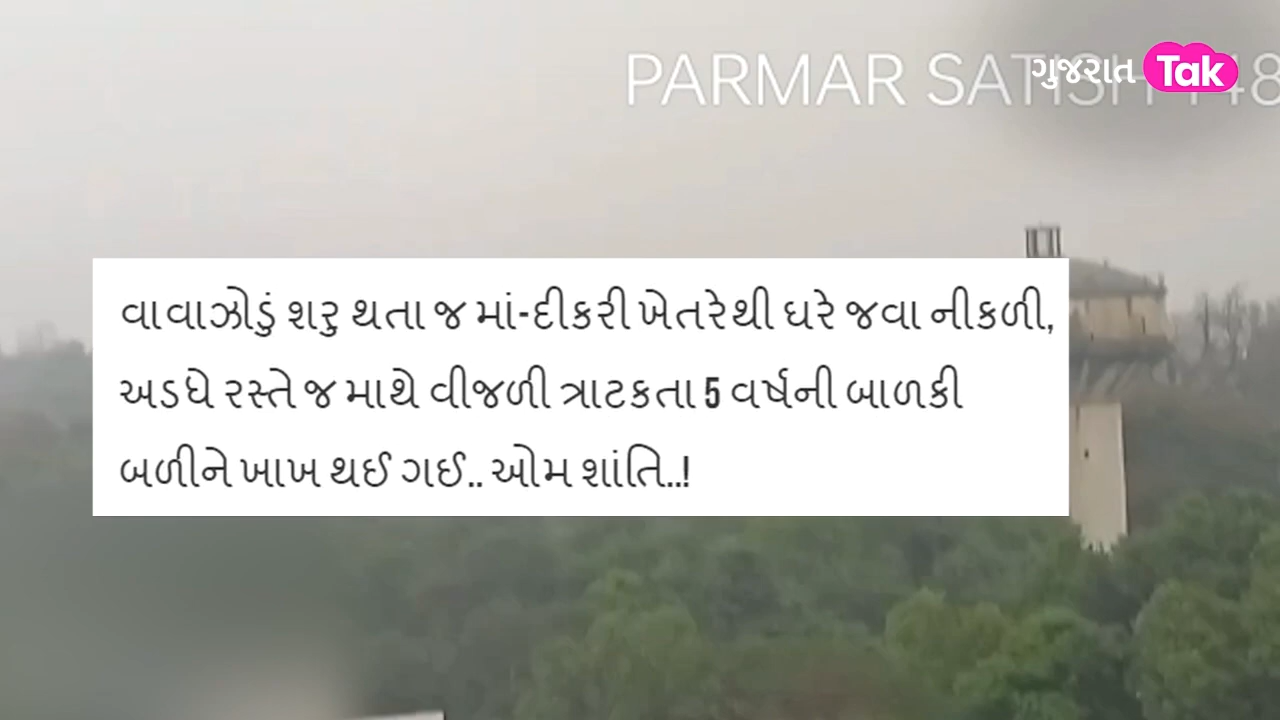 PARMAR SATISH
ગુજરાત Tak
વાવાઝોડું શરુ થતા જ માં-દીકરી ખેતરેથી ઘરે જવા નીકળી,
અડધે રસ્તે જ માથે વીજળી ત્રાટકતા 5 વર્ષની બાળકી
બળીને ખાખ થઈ ગઈ.. ઓમ શાંતિ..!